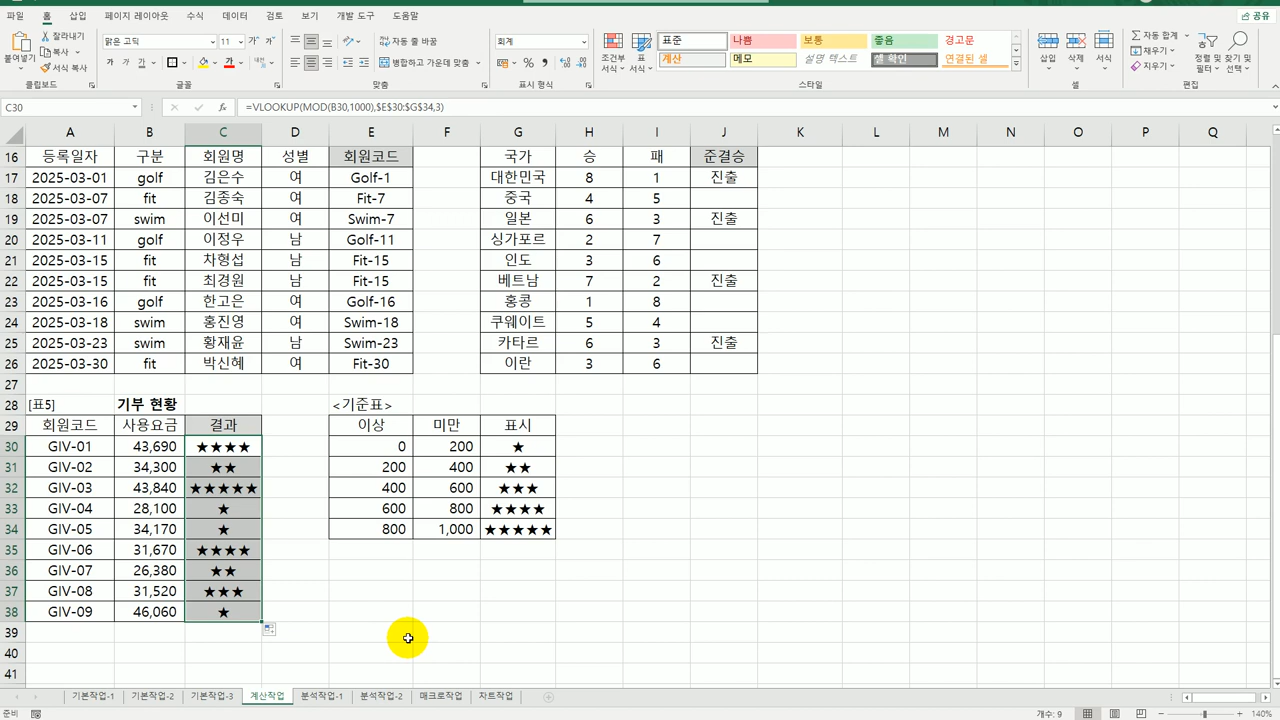 파일 홈 삽입 페이지 레이아웃 수식 데이터 검토 보기 개발 도구 도움말 공유
붙여넣기 잘라내기 복사 서식 복사
맑은 고딕 11 가 가 가 가 가 가
자동 줄 바꿈 병합하고 가운데 맞춤
회계 %
조건부 서식 표 서식
표준 나쁨 보통 좋음 경고문
계산 메모 설명 텍스트 셀 확인 연결된 셀
삽입 삭제 서식
자동 합계 채우기 지우기 정렬 및 필터 찾기 및 선택
클립보드 글꼴 맞춤 표시 형식 스타일 셀 편집
C30 fx =VLOOKUP(MOD(B30,1000),$E$30:$G$34,3)
A B C D E F G H I J K L M N O P Q
16 등록일자 구분 회원명 성별 회원코드 국가 승 패 준결승
17 2025-03-01 golf 김은수 여 Golf-1 대한민국 8 1 진출
18 2025-03-07 fit 김종숙 여 Fit-7 중국 4 5
19 2025-03-07 swim 이선미 여 Swim-7 일본 6 3 진출
20 2025-03-11 golf 이정우 남 Golf-11 싱가포르 2 7
21 2025-03-15 fit 차형섭 남 Fit-15 인도 3 6
22 2025-03-15 fit 최경원 남 Fit-15 베트남 7 2 진출
23 2025-03-16 golf 한고은 여 Golf-16 홍콩 1 8
24 2025-03-18 swim 홍진영 여 Swim-18 쿠웨이트 5 4
25 2025-03-23 swim 황재윤 남 Swim-23 카타르 6 3 진출
26 2025-03-30 fit 박신혜 여 Fit-30 이란 3 6
27
28 [표5] 기부 현황 <기준표>
29 회원코드 사용요금 결과 이상 미만 표시
30 GIV-01 43,690 ★★★★ 0 200 ★
31 GIV-02 34,300 ★★ 200 400 ★★
32 GIV-03 43,840 ★★★★★ 400 600 ★★★
33 GIV-04 28,100 ★ 600 800 ★★★★
34 GIV-05 34,170 ★ 800 1,000 ★★★★★
35 GIV-06 31,670 ★★★★
36 GIV-07 26,380 ★★
37 GIV-08 31,520 ★★★
38 GIV-09 46,060 ★
39
40
41
기본작업-1 기본작업-2 기본작업-3 계산작업 분석작업-1 분석작업-2 매크로작업 차트작업
준비 개수: 9 140%